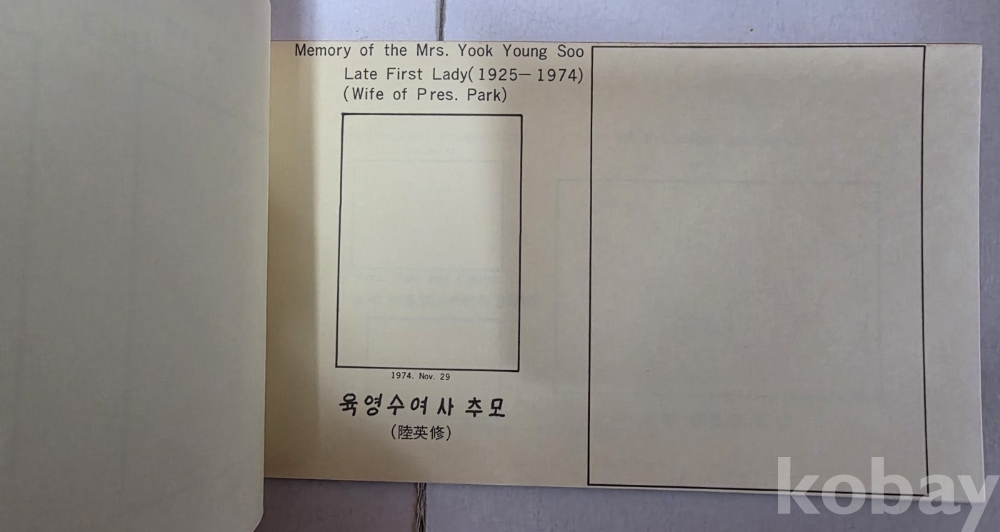 Memory of the Mrs. Yook Young Soo
Late First Lady(1925—1974)
(Wife of Pres. Park)
1974. Nov. 29
육영수여사 추모
(陸英修)
kobay